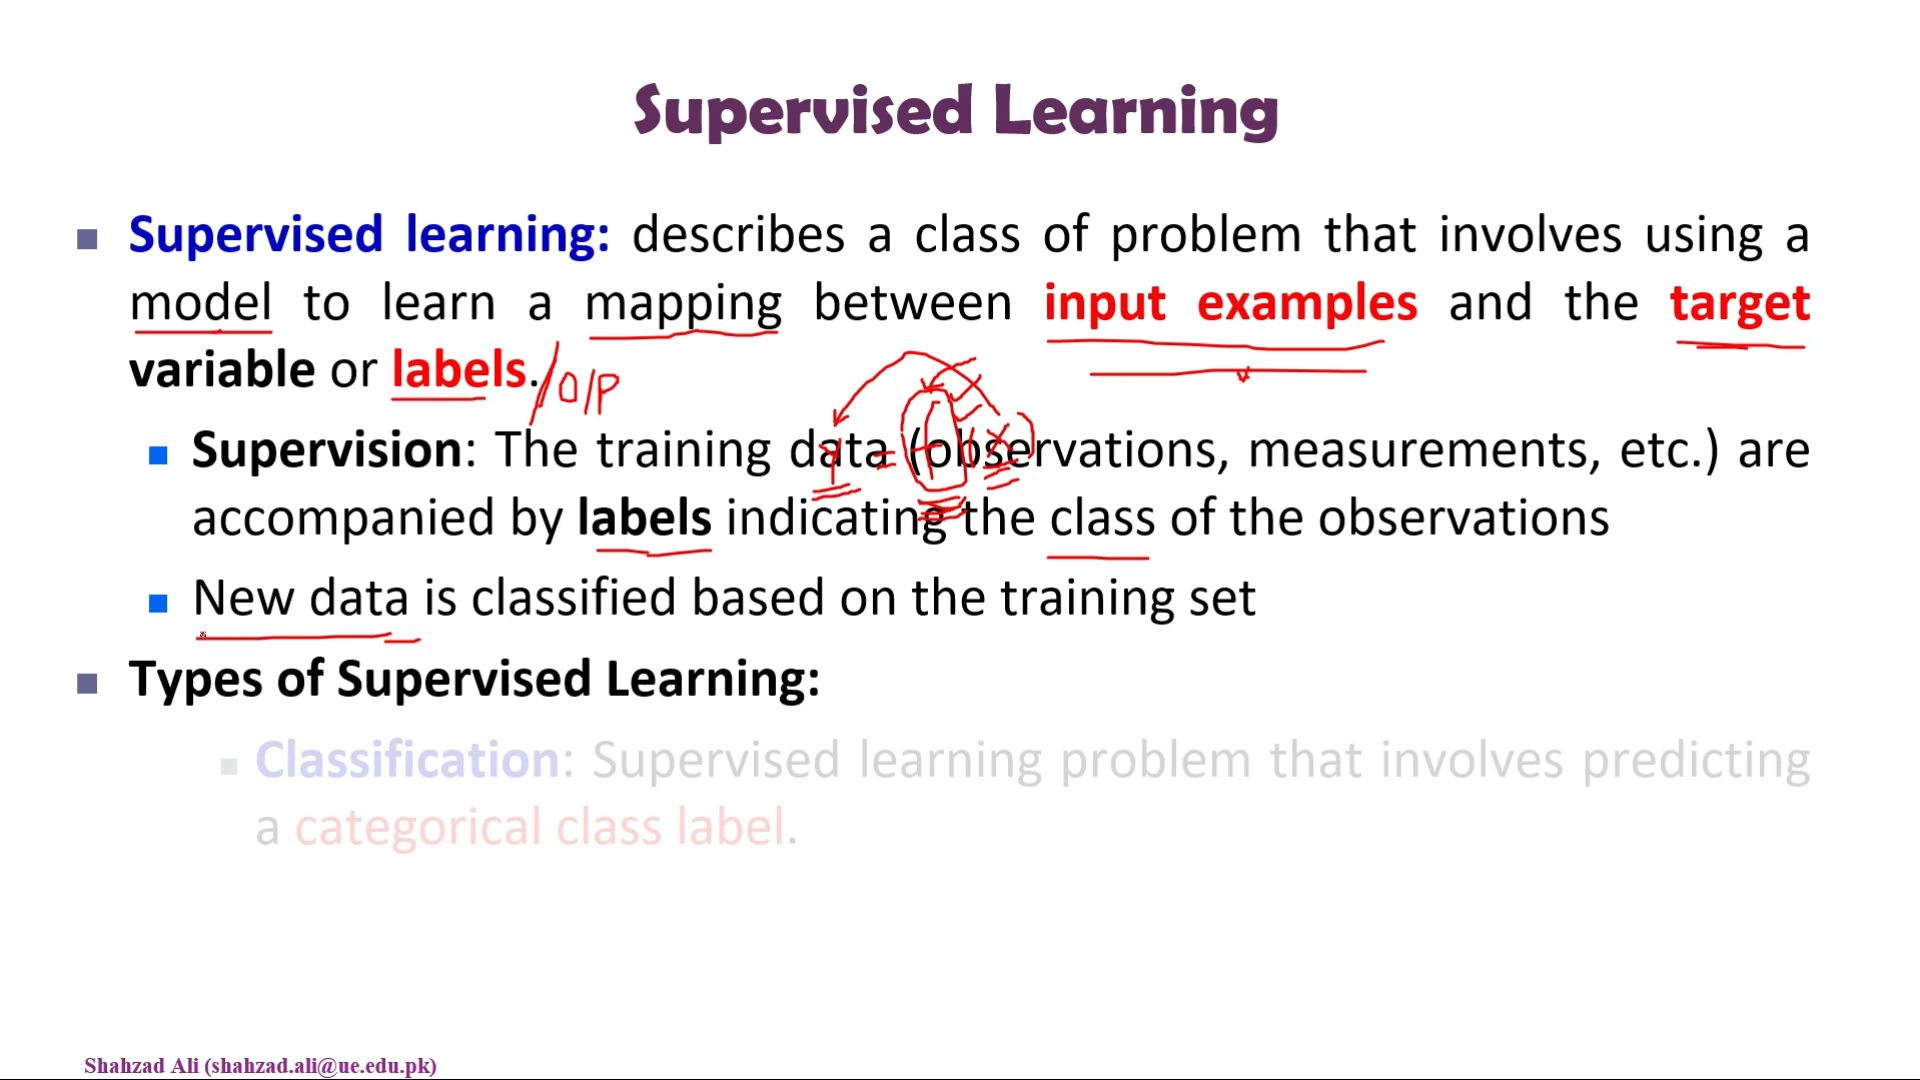 Supervised Learning
Supervised learning: describes a class of problem that involves using a
model to learn a mapping between input examples and the target
variable or labels. /O/P
Y = f(X)
Supervision: The training data (observations, measurements, etc.) are
accompanied by labels indicating the class of the observations
New data is classified based on the training set
Types of Supervised Learning:
Classification: Supervised learning problem that involves predicting
a categorical class label.
Shahzad Ali (shahzad.ali@ue.edu.pk)